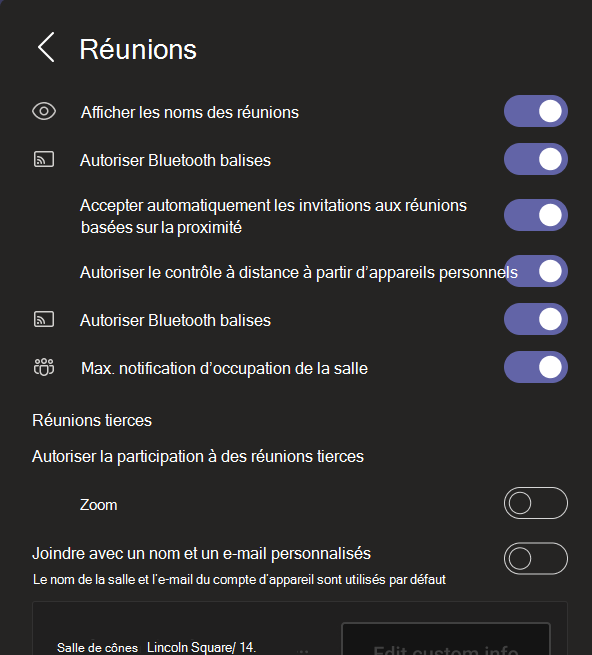 Réunions
Afficher les noms des réunions
Autoriser Bluetooth balises
Accepter automatiquement les invitations aux réunions
basées sur la proximité
Autoriser le contrôle à distance à partir d'appareils personnels
Autoriser Bluetooth balises
Max. notification d'occupation de la salle
Réunions tierces
Autoriser la participation à des réunions tierces
Zoom
Joindre avec un nom et un e-mail personnalisés
Le nom de la salle et l'e-mail du compte d'appareil sont utilisés par défaut
Salle de cônes Lincoln Square/ 14. Edit custom info